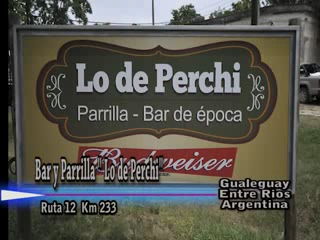 Lo de Perchi
Parrilla - Bar de época
Budweiser
Bar y Parrilla "Lo de Perchi"
Gualeguay
Entre Rios
Argentina
Ruta 12 Km 233